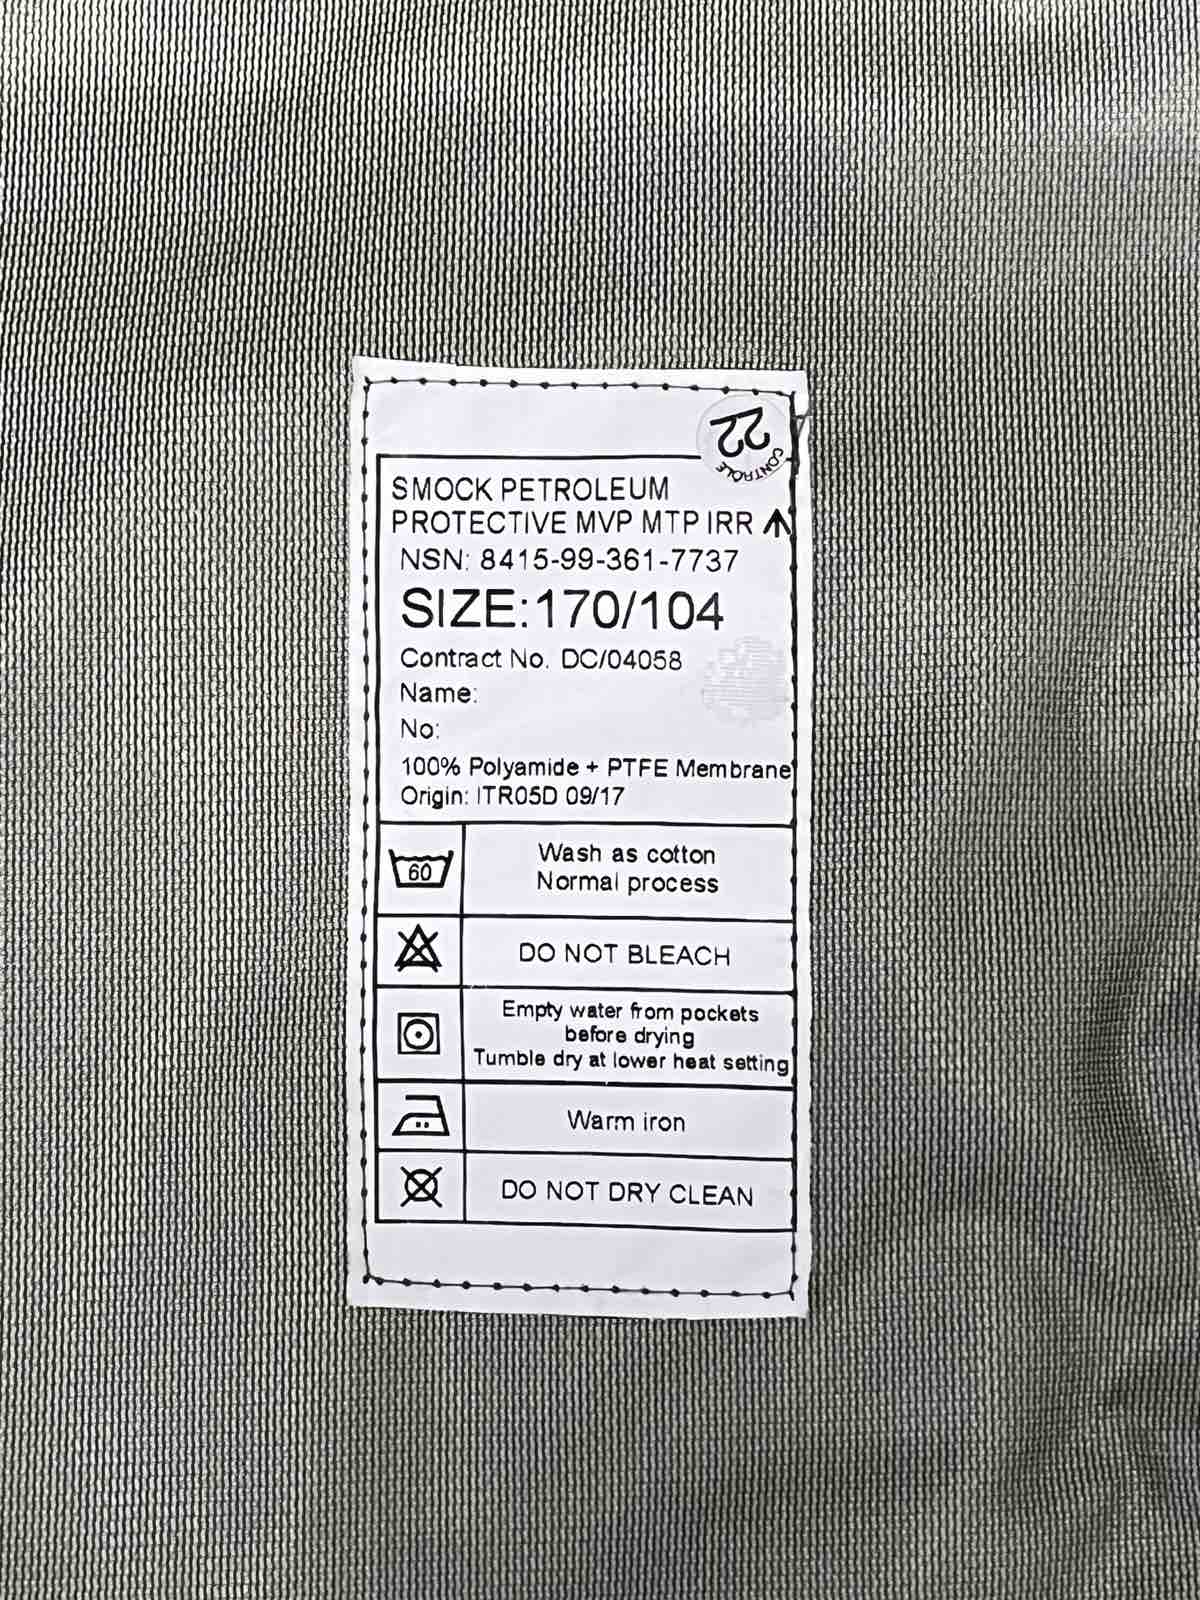 22
CONTROLE
SMOCK PETROLEUM
PROTECTIVE MVP MTP IRR
NSN: 8415-99-361-7737
SIZE:170/104
Contract No. DC/04058
Name:
No:
100% Polyamide + PTFE Membrane
Origin: ITR05D 09/17
60
Wash as cotton
Normal process
DO NOT BLEACH
Empty water from pockets
before drying
Tumble dry at lower heat setting
Warm iron
DO NOT DRY CLEAN